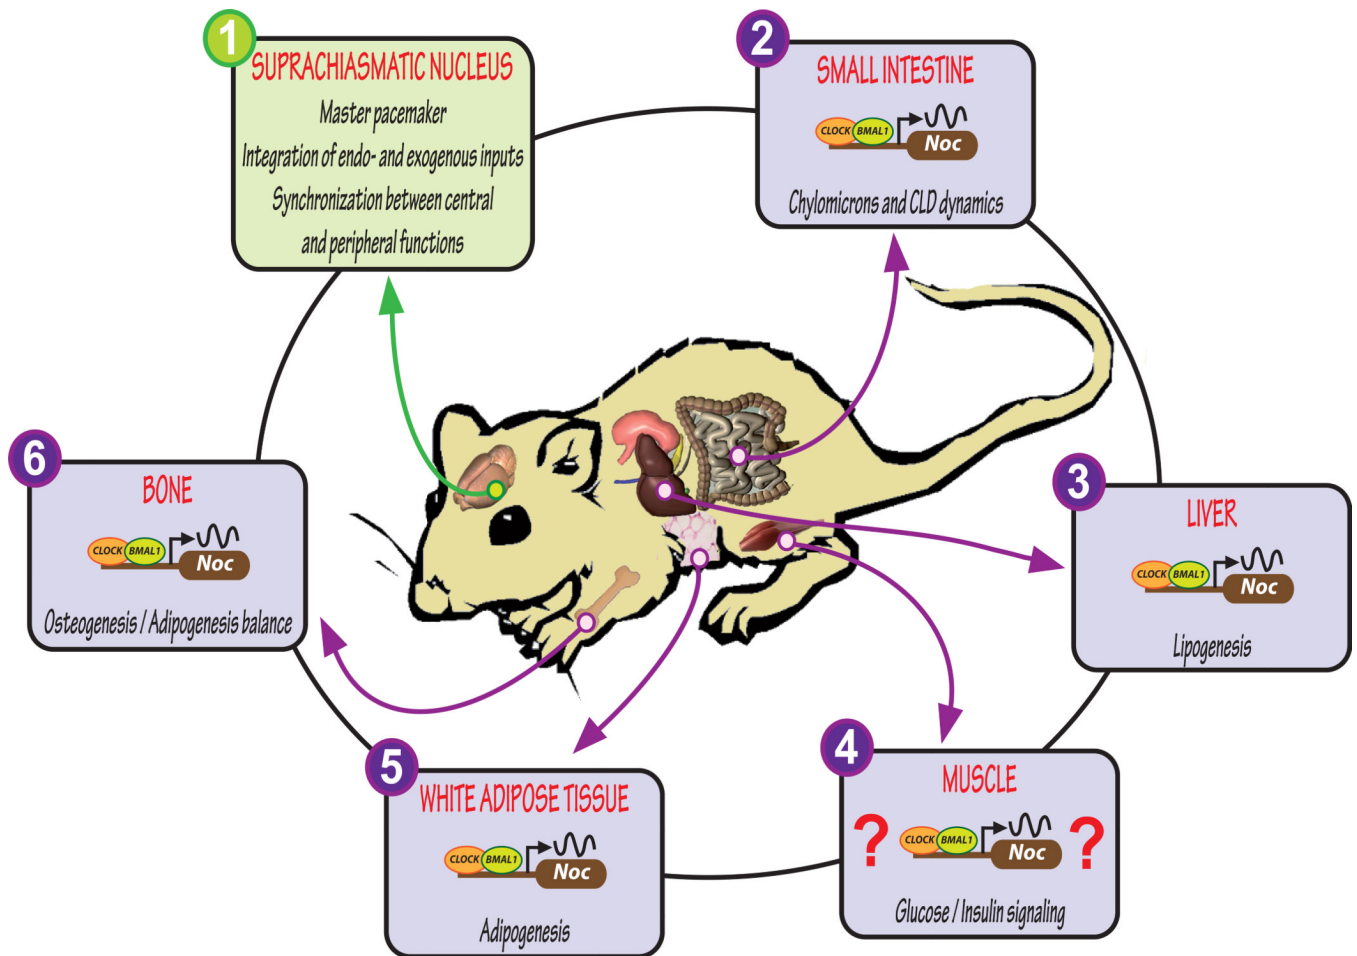 1
SUPRACHIASMATIC NUCLEUS
Master pacemaker
Integration of endo- and exogenous inputs
Synchronization between central
and peripheral functions
2
SMALL INTESTINE
CLOCK BMAL1 Noc
Chylomicrons and CLD dynamics
3
LIVER
CLOCK BMAL1 Noc
Lipogenesis
4
MUSCLE
? CLOCK BMAL1 Noc ?
Glucose / Insulin signaling
5
WHITE ADIPOSE TISSUE
CLOCK BMAL1 Noc
Adipogenesis
6
BONE
CLOCK BMAL1 Noc
Osteogenesis / Adipogenesis balance